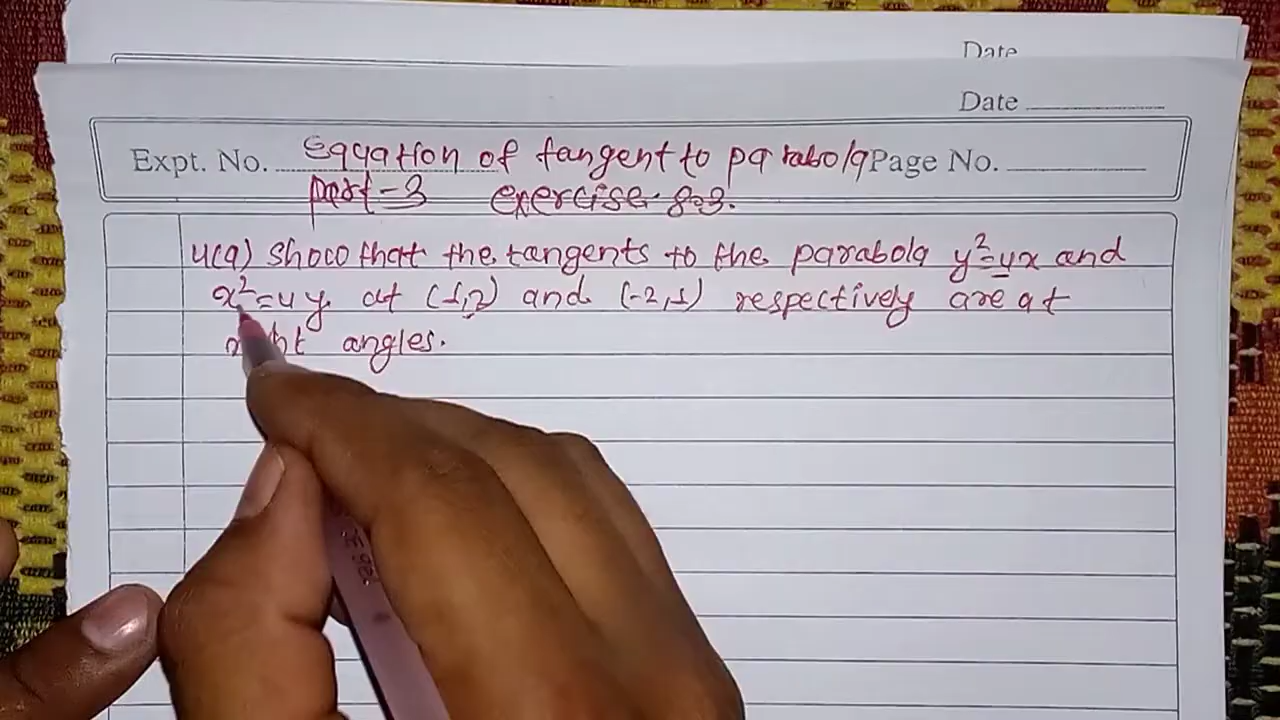 Date
Date
Expt. No. Equation of tangent to parabola Page No.
part-3 exercise 8.3.
4(a) Show that the tangents to the parabola y²=4x and
x²=4y at (1,2) and (-2,1) respectively are at
angles.